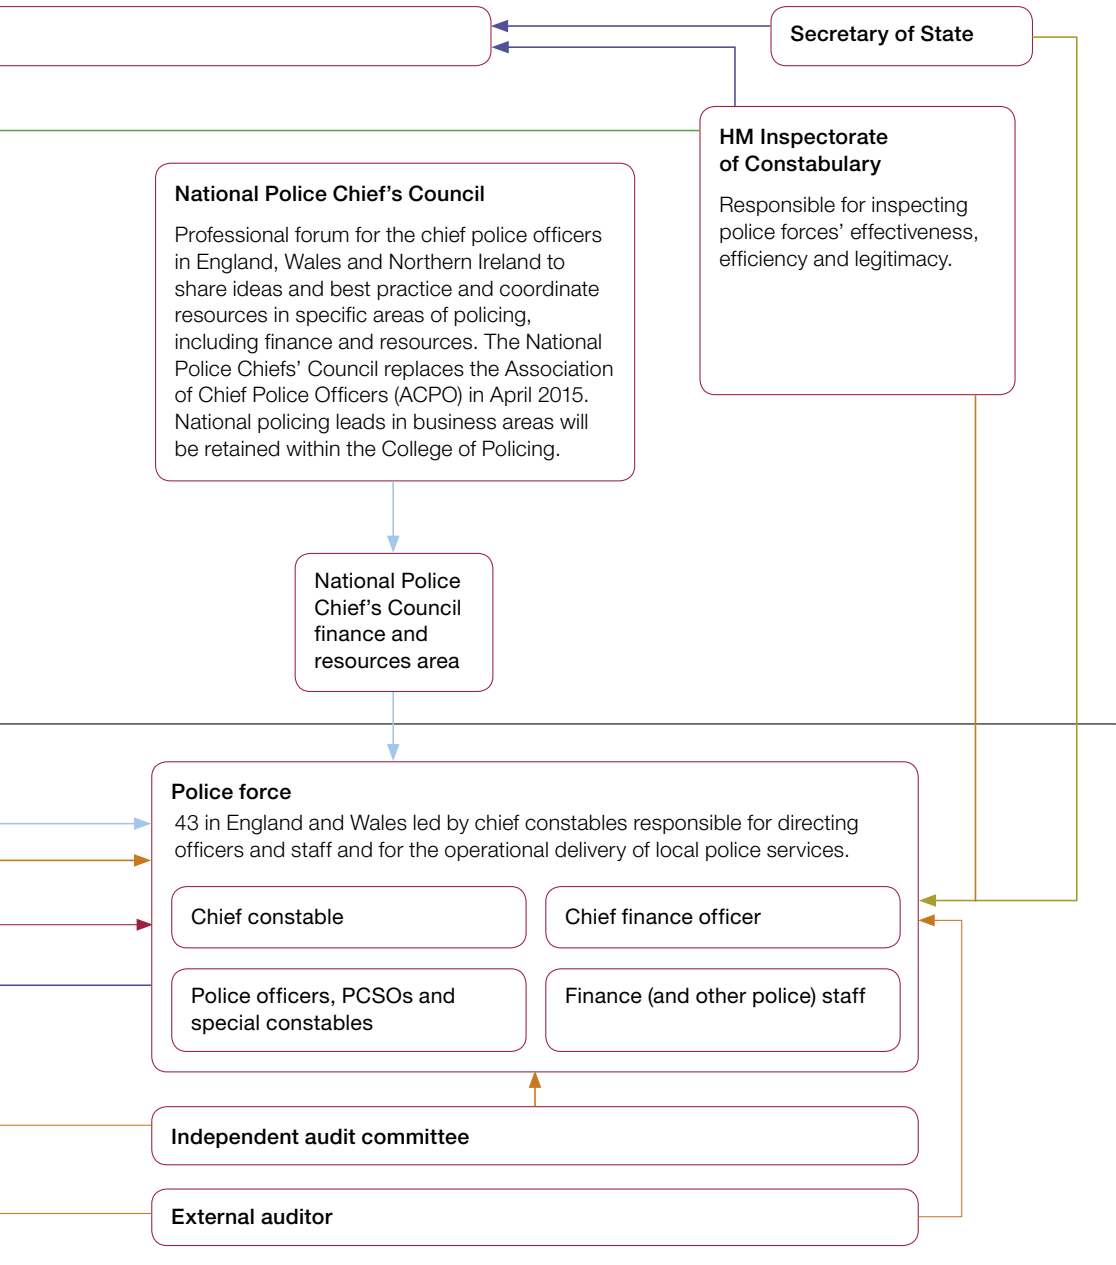 Secretary of State
HM Inspectorate
of Constabulary
Responsible for inspecting
police forces’ effectiveness,
efficiency and legitimacy.
National Police Chief’s Council
Professional forum for the chief police officers
in England, Wales and Northern Ireland to
share ideas and best practice and coordinate
resources in specific areas of policing,
including finance and resources. The National
Police Chiefs’ Council replaces the Association
of Chief Police Officers (ACPO) in April 2015.
National policing leads in business areas will
be retained within the College of Policing.
National Police
Chief’s Council
finance and
resources area
Police force
43 in England and Wales led by chief constables responsible for directing
officers and staff and for the operational delivery of local police services.
Chief constable
Chief finance officer
Police officers, PCSOs and
special constables
Finance (and other police) staff
Independent audit committee
External auditor